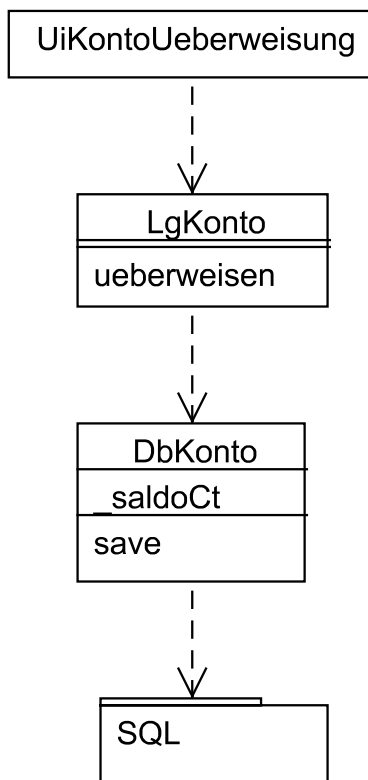 UiKontoUeberweisung
LgKonto
ueberweisen
DbKonto
_saldoCt
save
SQL